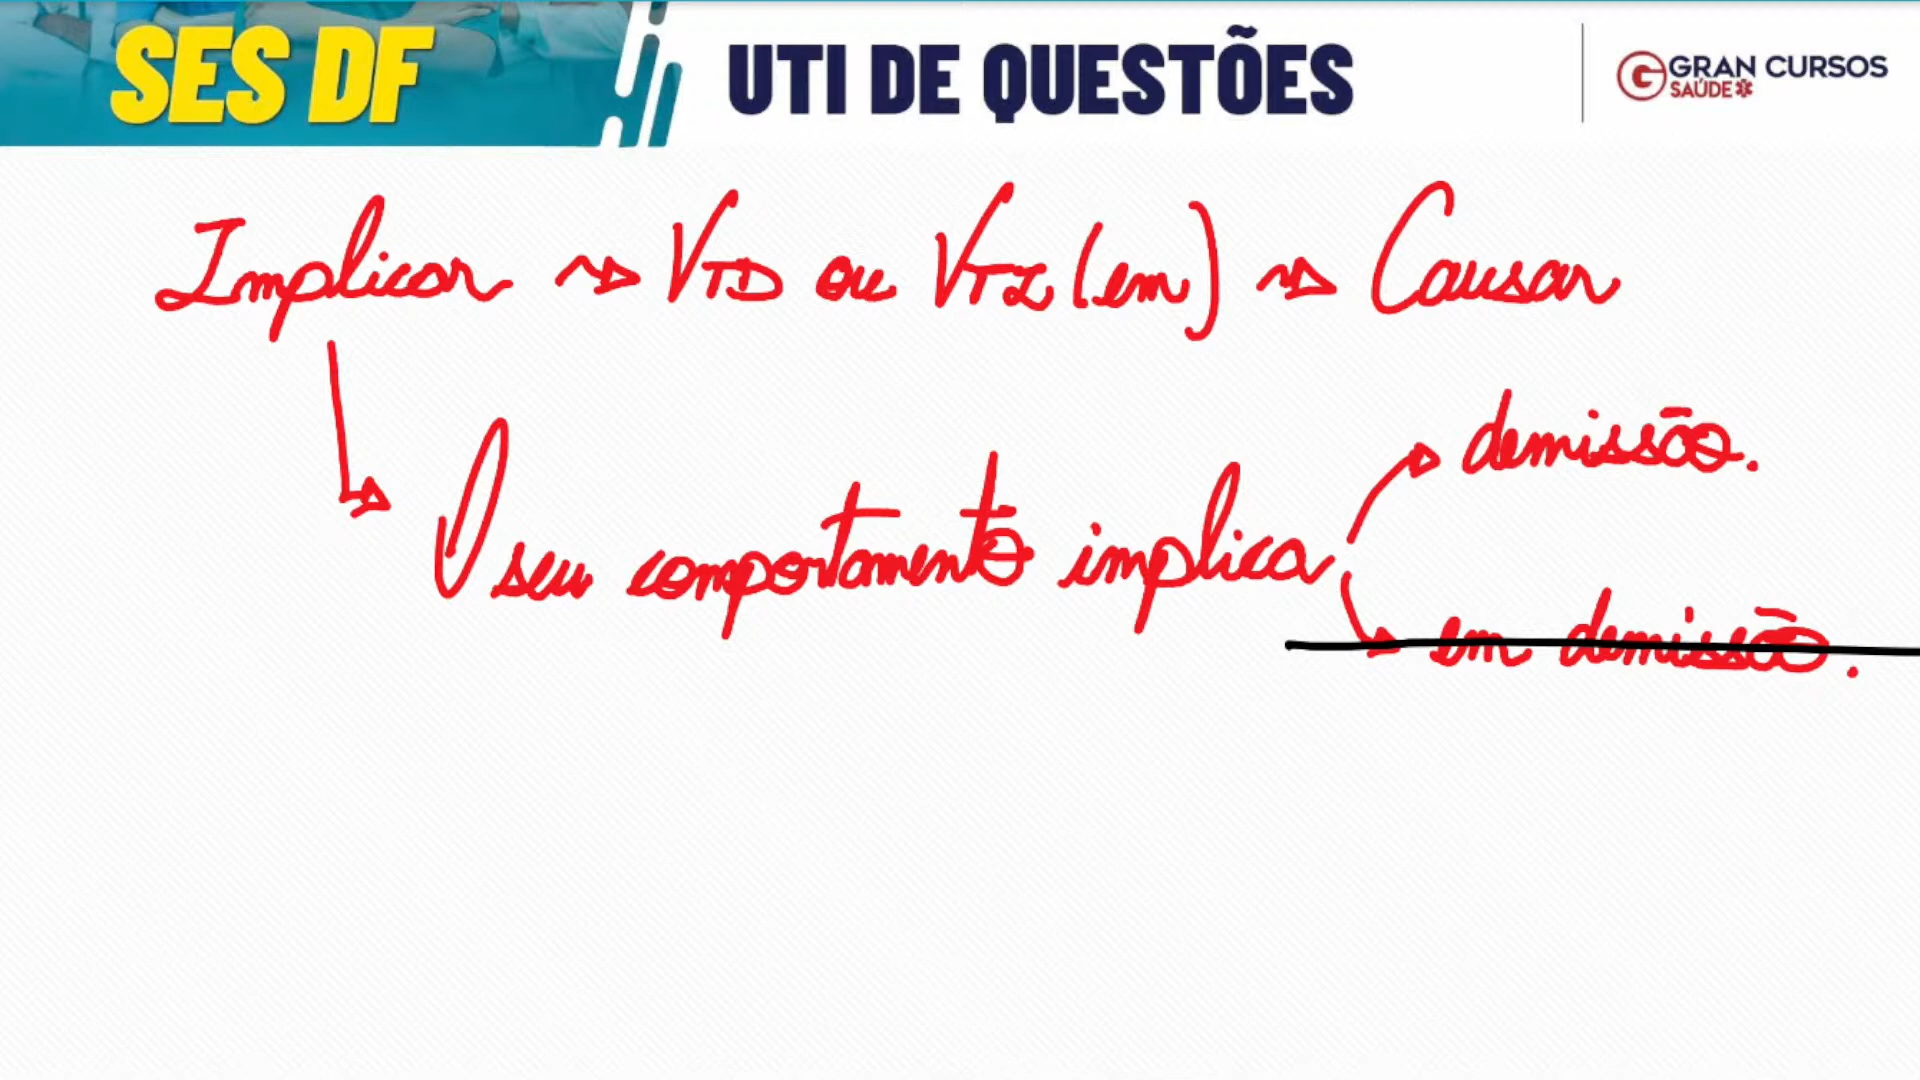 SES DF
UTI DE QUESTÕES
GRAN CURSOS
SAÚDE
Implicar → VTD ou VTI (em) → Causar
demissão.
O seu comportamento implica
em demissão.